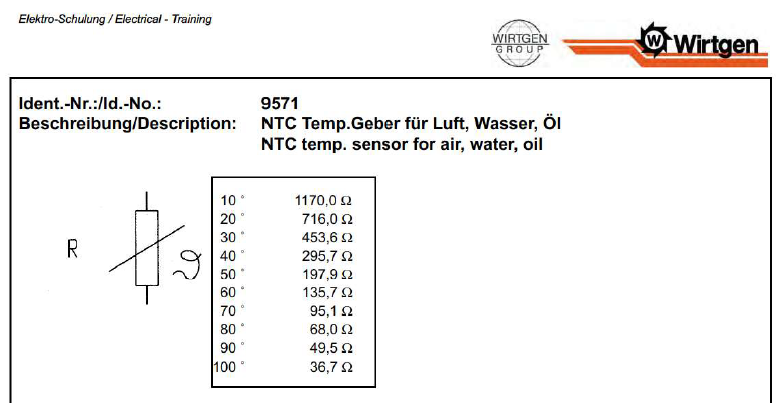 Elektro-Schulung / Electrical - Training
WIRTGEN
GROUP
W Wirtgen
Ident.-Nr.:/Id.-No.: 9571
Beschreibung/Description: NTC Temp.Geber für Luft, Wasser, Öl
NTC temp. sensor for air, water, oil
R
ϑ
10 ° 1170,0 Ω
20 ° 716,0 Ω
30 ° 453,6 Ω
40 ° 295,7 Ω
50 ° 197,9 Ω
60 ° 135,7 Ω
70 ° 95,1 Ω
80 ° 68,0 Ω
90 ° 49,5 Ω
100 ° 36,7 Ω